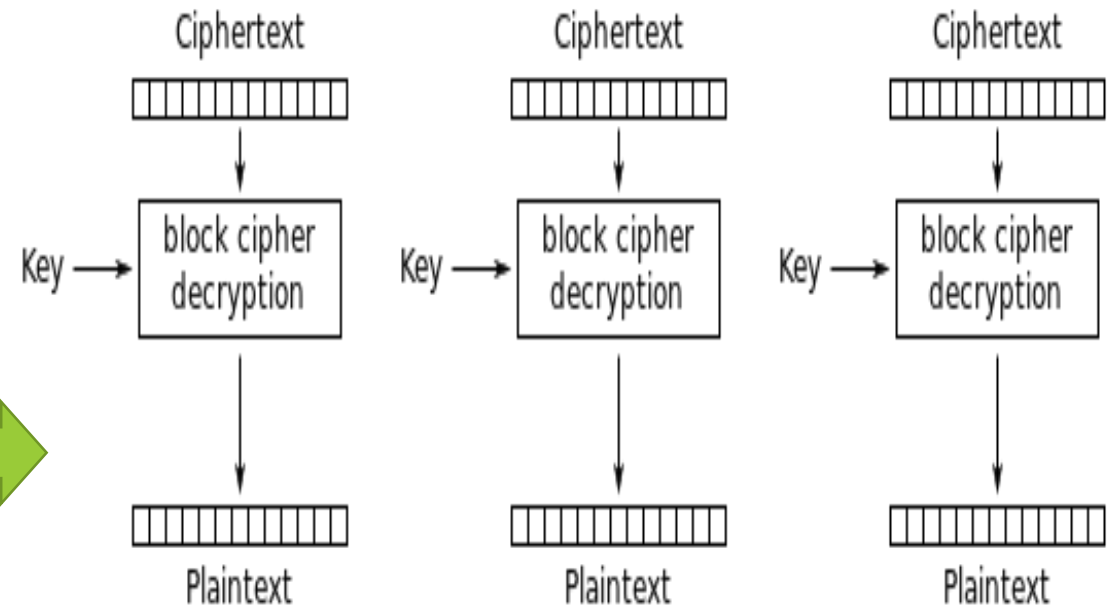 Ciphertext Ciphertext Ciphertext
Key block cipher decryption Key block cipher decryption Key block cipher decryption
Plaintext Plaintext Plaintext